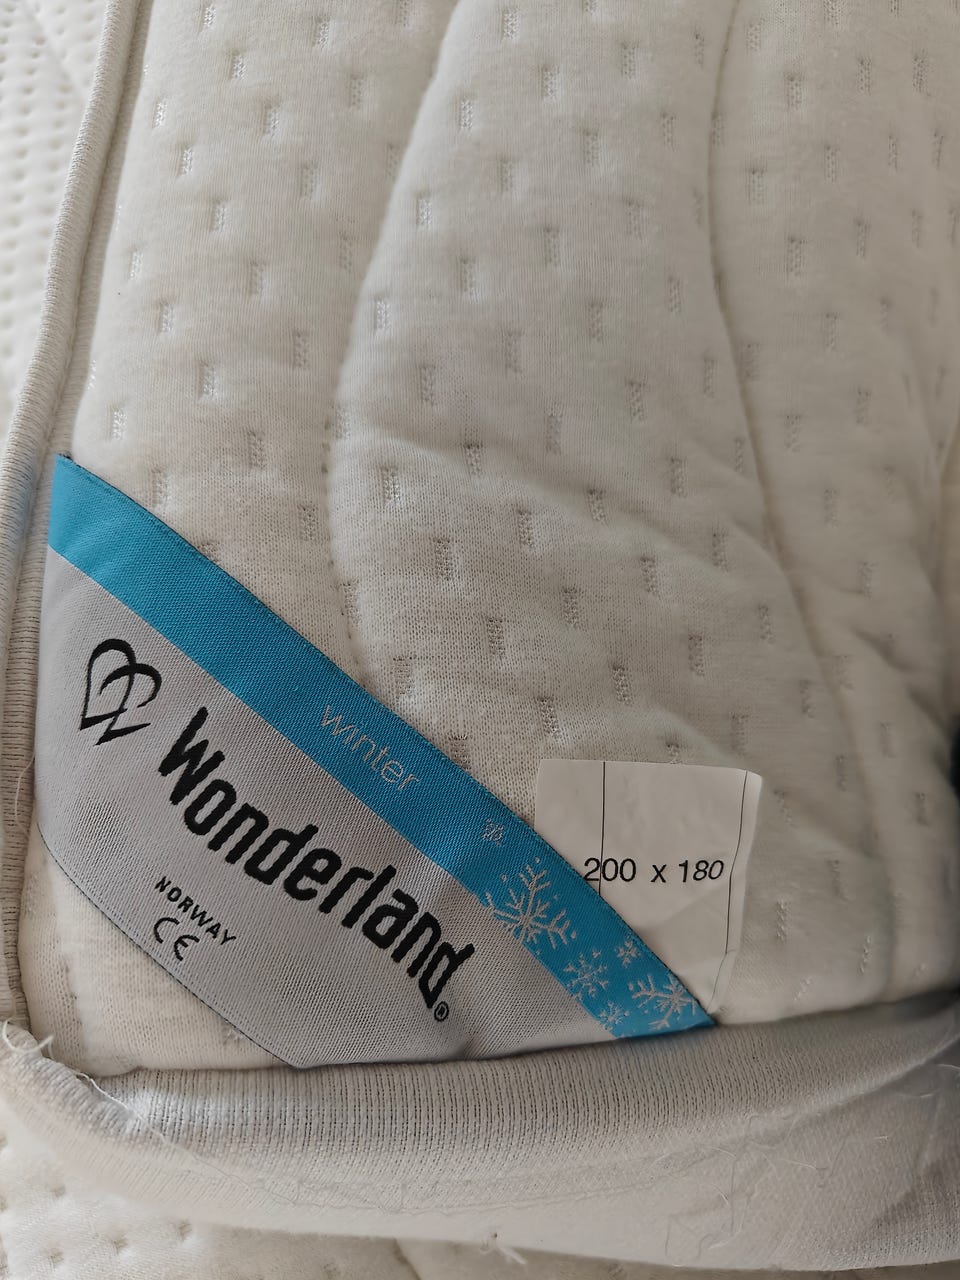 winter
Wonderland®
NORWAY
CE
200 x 180